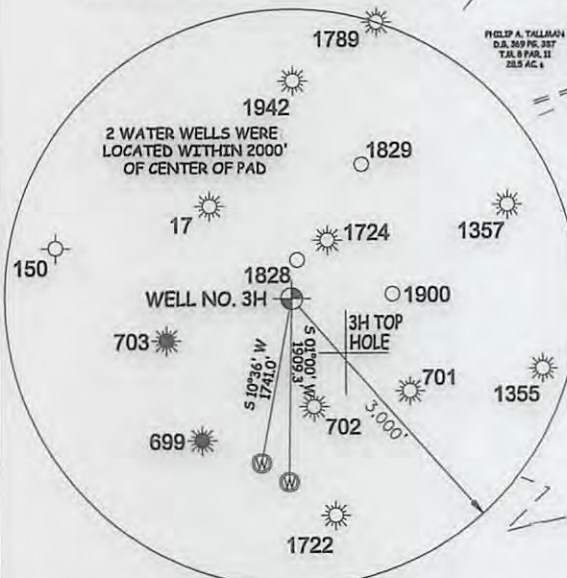 1789
PHILIP A. TALLMAN
D.B. 369 PG. 387
T.M. 8 PAR. 11
20.5 AC.±
1942
2 WATER WELLS WERE
LOCATED WITHIN 2000'
OF CENTER OF PAD
1829
17
1724
1357
150
1828
WELL NO. 3H
1900
3H TOP
HOLE
703
S 10°36' W
1741.0'
S 01°00' W
1909.3'
701
1355
702
3,000'
699
W
W
1722